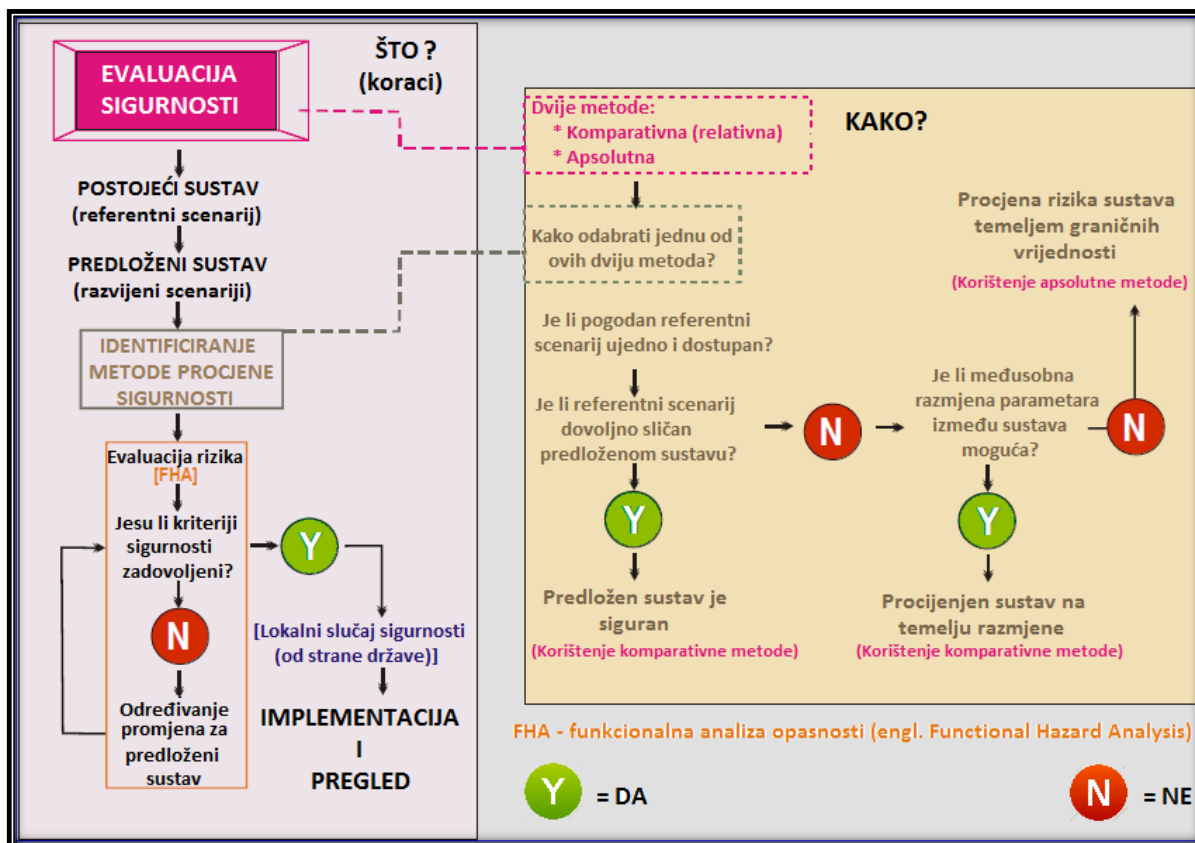 EVALUACIJA
SIGURNOSTI
ŠTO ?
(koraci)
POSTOJEĆI SUSTAV
(referentni scenarij)
PREDLOŽENI SUSTAV
(razvijeni scenariji)
IDENTIFICIRANJE
METODE PROCJENE
SIGURNOSTI
Evaluacija rizika
[FHA]
Jesu li kriteriji
sigurnosti
zadovoljeni?
Y
N
[Lokalni slučaj sigurnosti
(od strane države)]
Određivanje
promjena za
predloženi
sustav
IMPLEMENTACIJA
I
PREGLED
Dvije metode:
* Komparativna (relativna)
* Apsolutna
KAKO?
Kako odabrati jednu od
ovih dviju metoda?
Je li pogodan referentni
scenarij ujedno i dostupan?
Je li referentni scenarij
dovoljno sličan
predloženom sustavu?
N
Y
Predložen sustav je
siguran
(Korištenje komparativne metode)
Je li međusobna
razmjena parametara
između sustava
moguća?
N
Y
Procijenjen sustav na
temelju razmjene
(Korištenje komparativne metode)
Procjena rizika sustava
temeljem graničnih
vrijednosti
(Korištenje apsolutne metode)
FHA - funkcionalna analiza opasnosti (engl. Functional Hazard Analysis)
Y = DA
N = NE